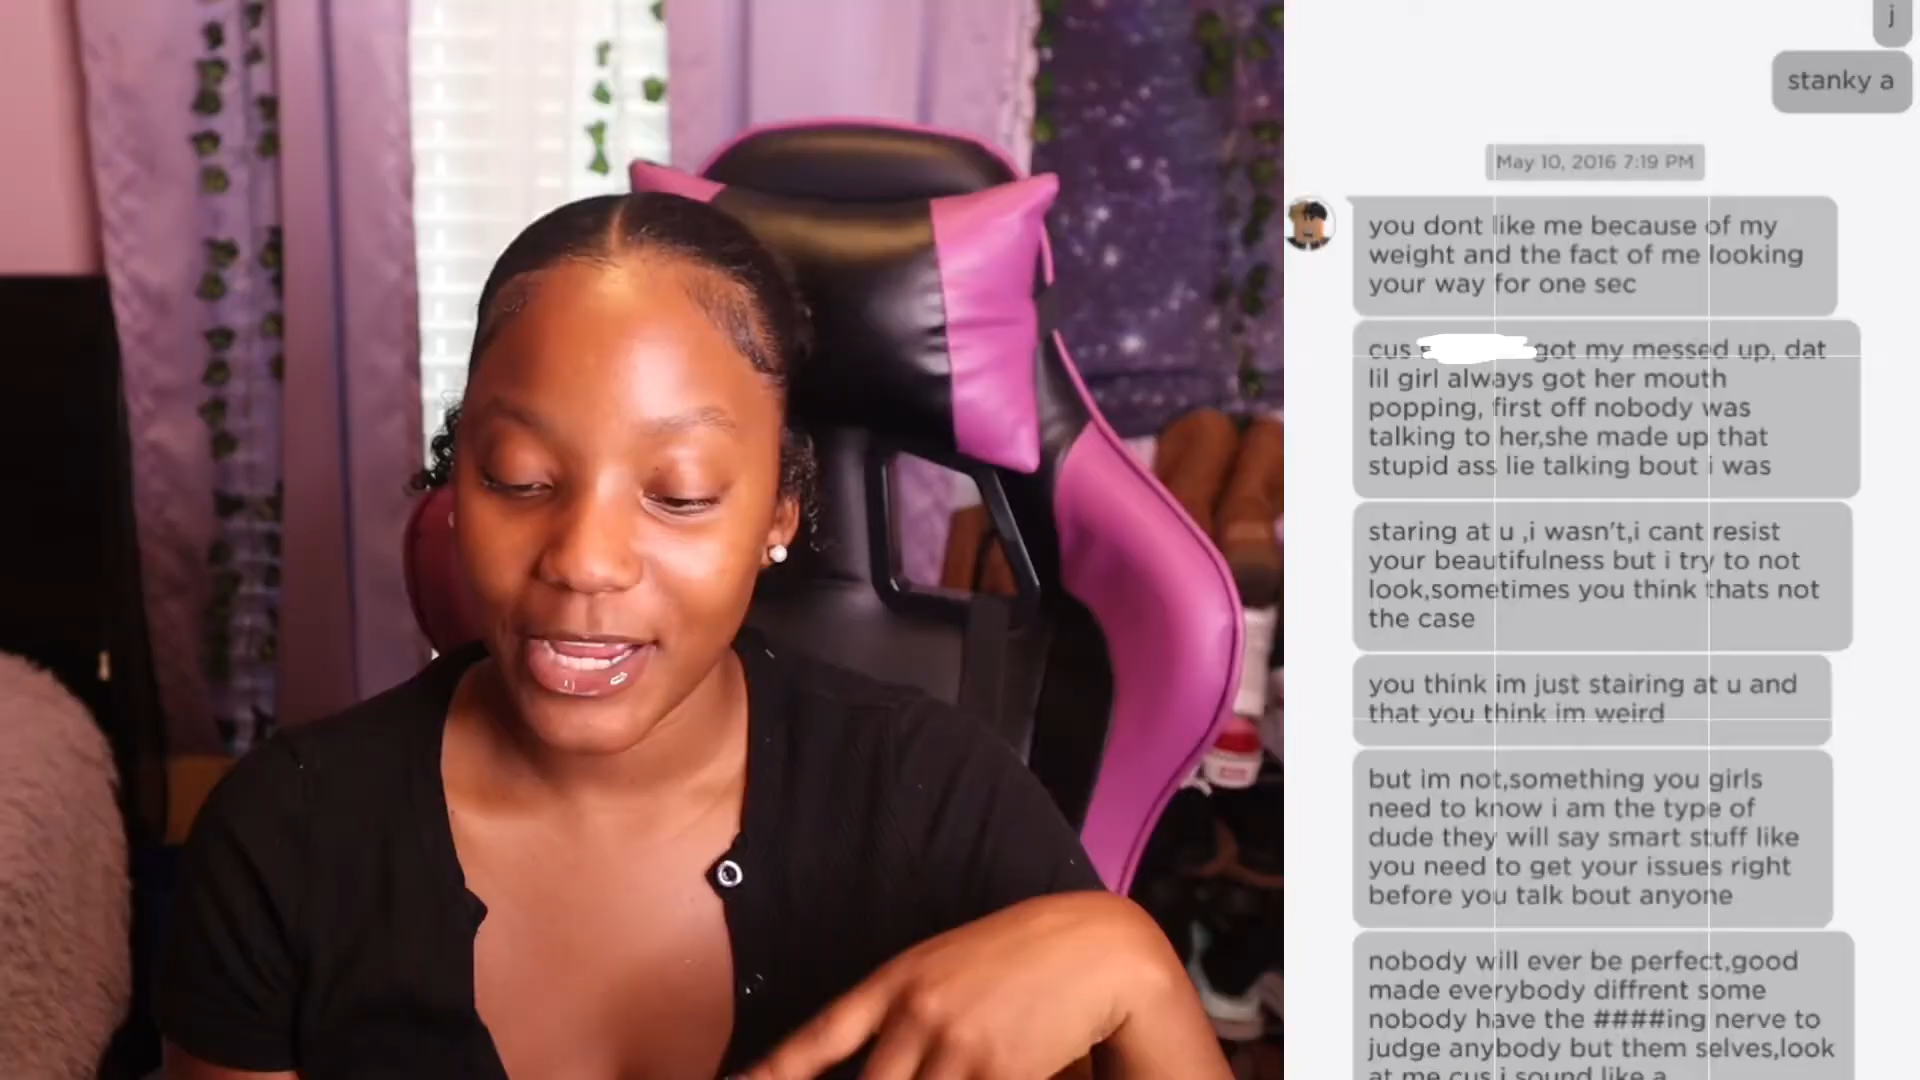 j
stanky a
May 10, 2016 7:19 PM
you dont like me because of my
weight and the fact of me looking
your way for one sec
cus got my messed up, dat
lil girl always got her mouth
popping, first off nobody was
talking to her,she made up that
stupid ass lie talking bout i was
staring at u ,i wasn't,i cant resist
your beautifulness but i try to not
look,sometimes you think thats not
the case
you think im just stairing at u and
that you think im weird
but im not,something you girls
need to know i am the type of
dude they will say smart stuff like
you need to get your issues right
before you talk bout anyone
nobody will ever be perfect,good
made everybody diffrent some
nobody have the ####ing nerve to
judge anybody but them selves,look
at me cus i sound like a